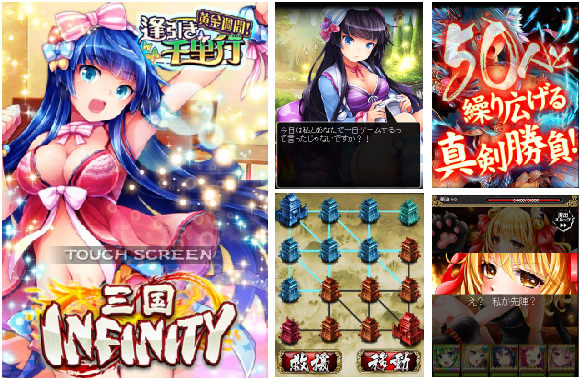 黄金週間!
逢引き
千里行
TOUCH SCREEN
三国
INFINITY
今日は私とあなたで一日ゲームするっ
て言ったじゃないですか？！
救援
移動
50人と
繰り広げる
真剣勝負!
え？　私が先陣？